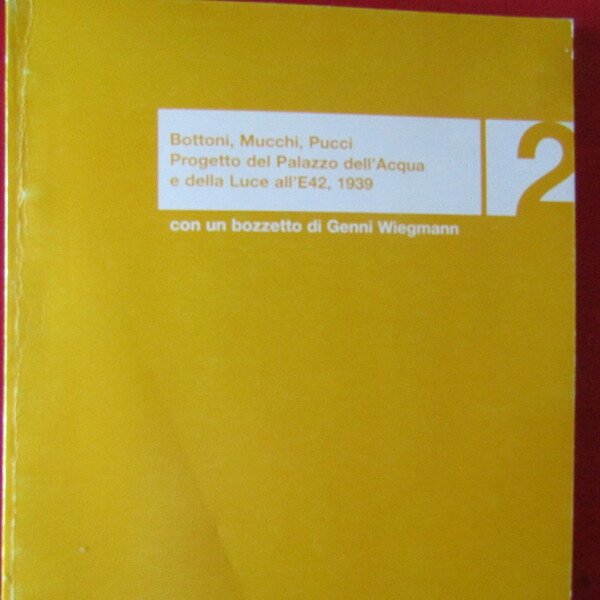 Bottoni, Mucchi, Pucci
Progetto del Palazzo dell'Acqua
e della Luce all'E42, 1939
2
con un bozzetto di Genni Wiegmann